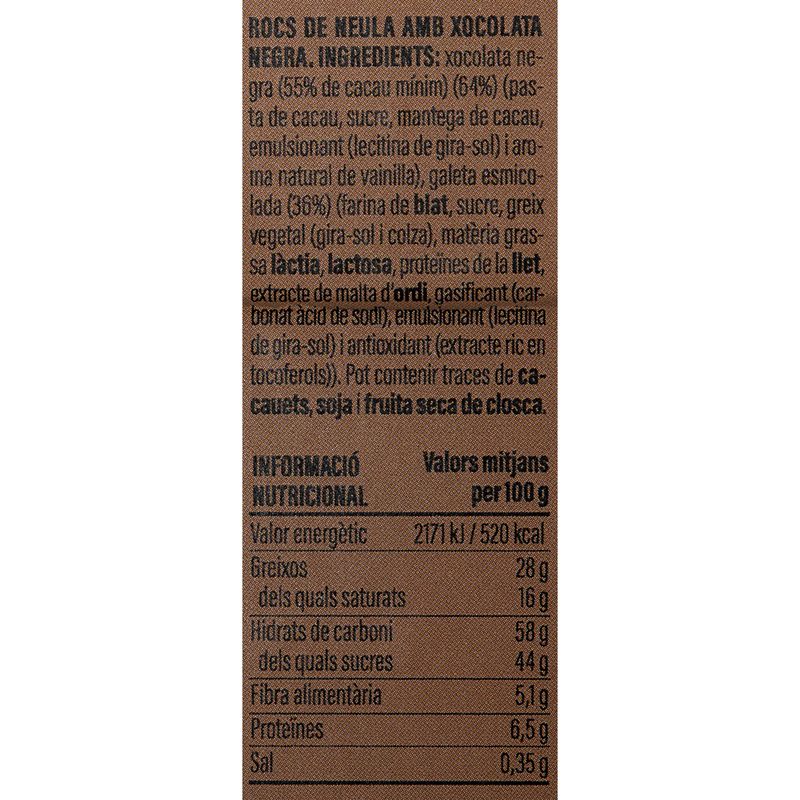 ROCS DE NEULA AMB XOCOLATA
NEGRA. INGREDIENTS: xocolata ne-
gra (55% de cacau mínim) (64%) (pas-
ta de cacau, sucre, mantega de cacau,
emulsionant (lecitina de gira-sol) i aro-
ma natural de vainilla), galeta esmico-
lada (36%) (farina de blat, sucre, greix
vegetal (gira-sol i colza), matèria gras-
sa làctia, lactosa, proteïnes de la llet,
extracte de malta d'ordi, gasificant (car-
bonat àcid de sodi), emulsionant (lecitina
de gira-sol) i antioxidant (extracte ric en
tocoferols)). Pot contenir traces de ca-
cauets, soja i fruita seca de closca.
INFORMACIÓ Valors mitjans
NUTRICIONAL per 100 g
Valor energètic 2171 kJ / 520 kcal
Greixos 28 g
dels quals saturats 16 g
Hidrats de carboni 58 g
dels quals sucres 44 g
Fibra alimentària 5,1 g
Proteïnes 6,5 g
Sal 0,35 g